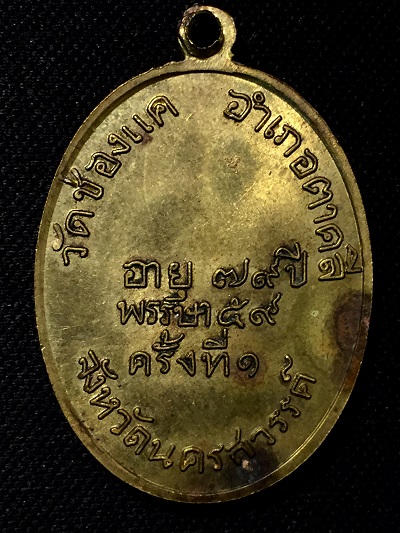 วัดช่องแค อำเภอตาคลี
อายุ ๗๙ ปี
พรรษา ๕๙
ครั้งที่ ๑
จังหวัดนครสวรรค์